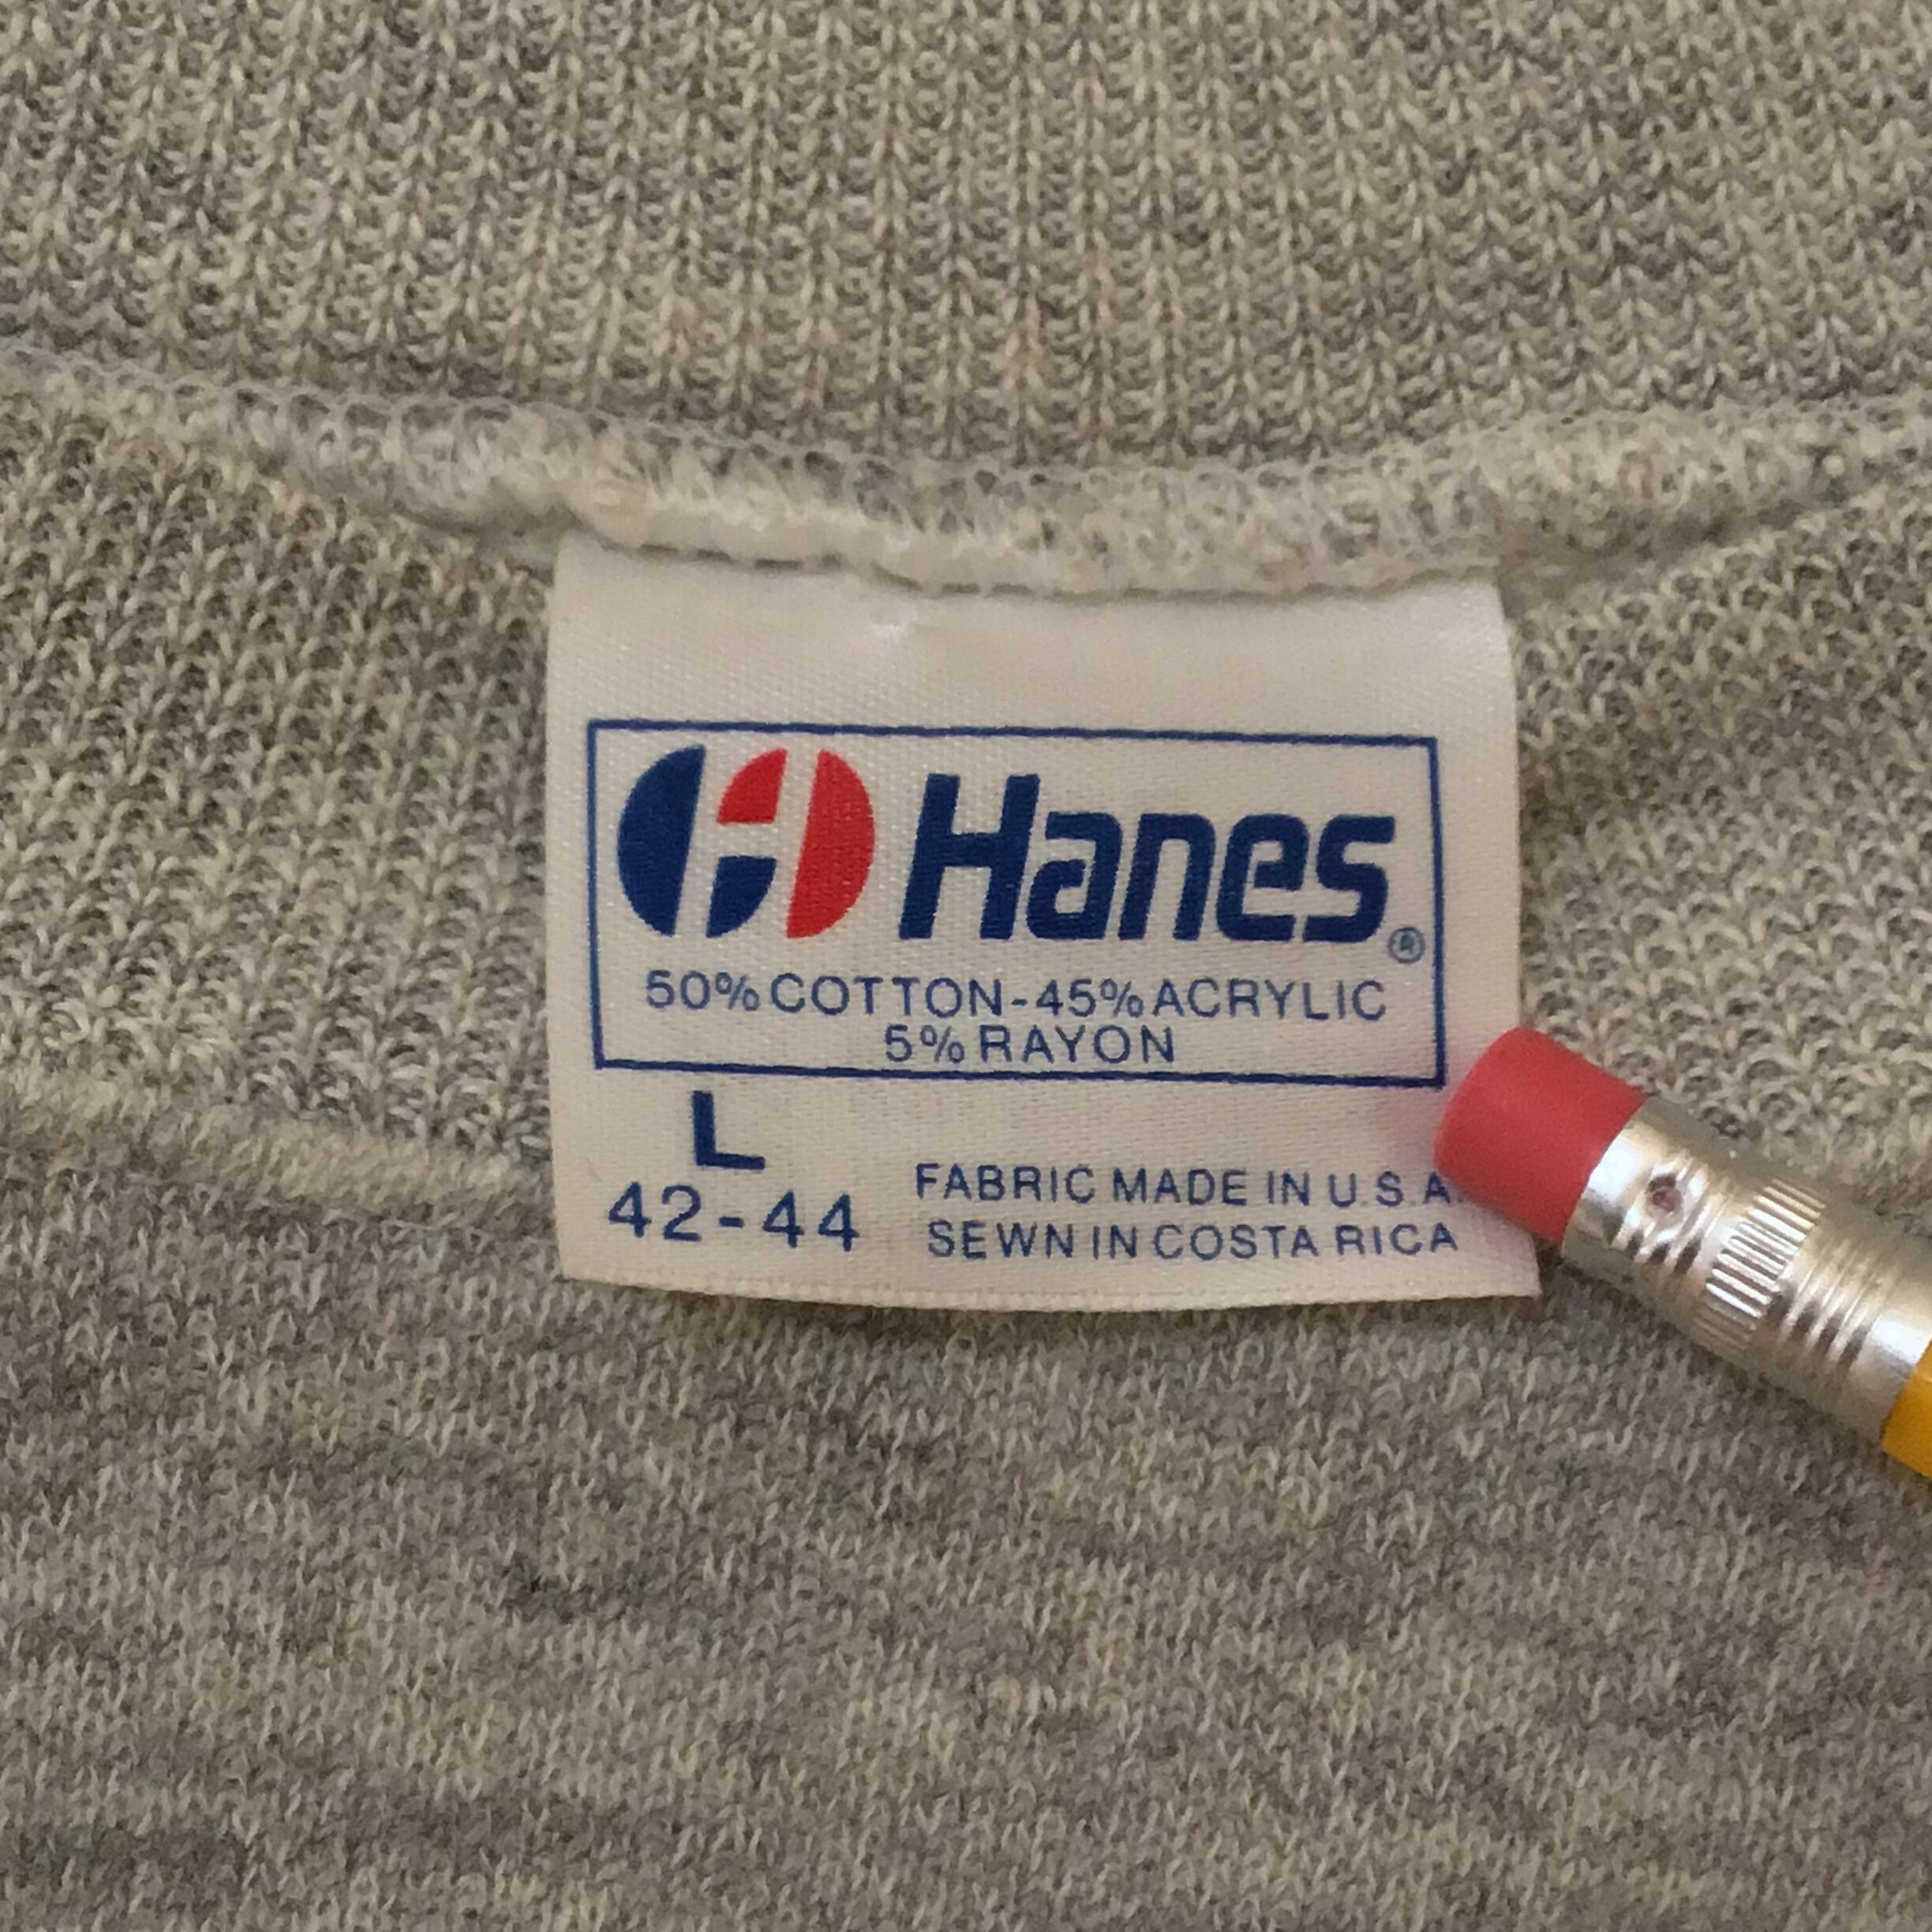 Hanes®
50% COTTON-45% ACRYLIC
5% RAYON
L
42-44
FABRIC MADE IN U.S.A.
SEWN IN COSTA RICA